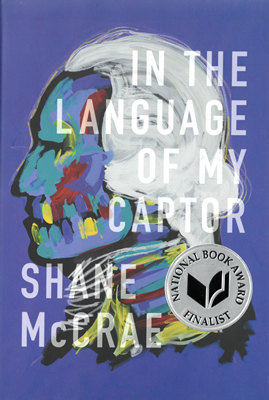 IN THE
LANGUAGE
OF MY
CAPTOR
SHANE
McCRAE
NATIONAL BOOK AWARD
FINALIST